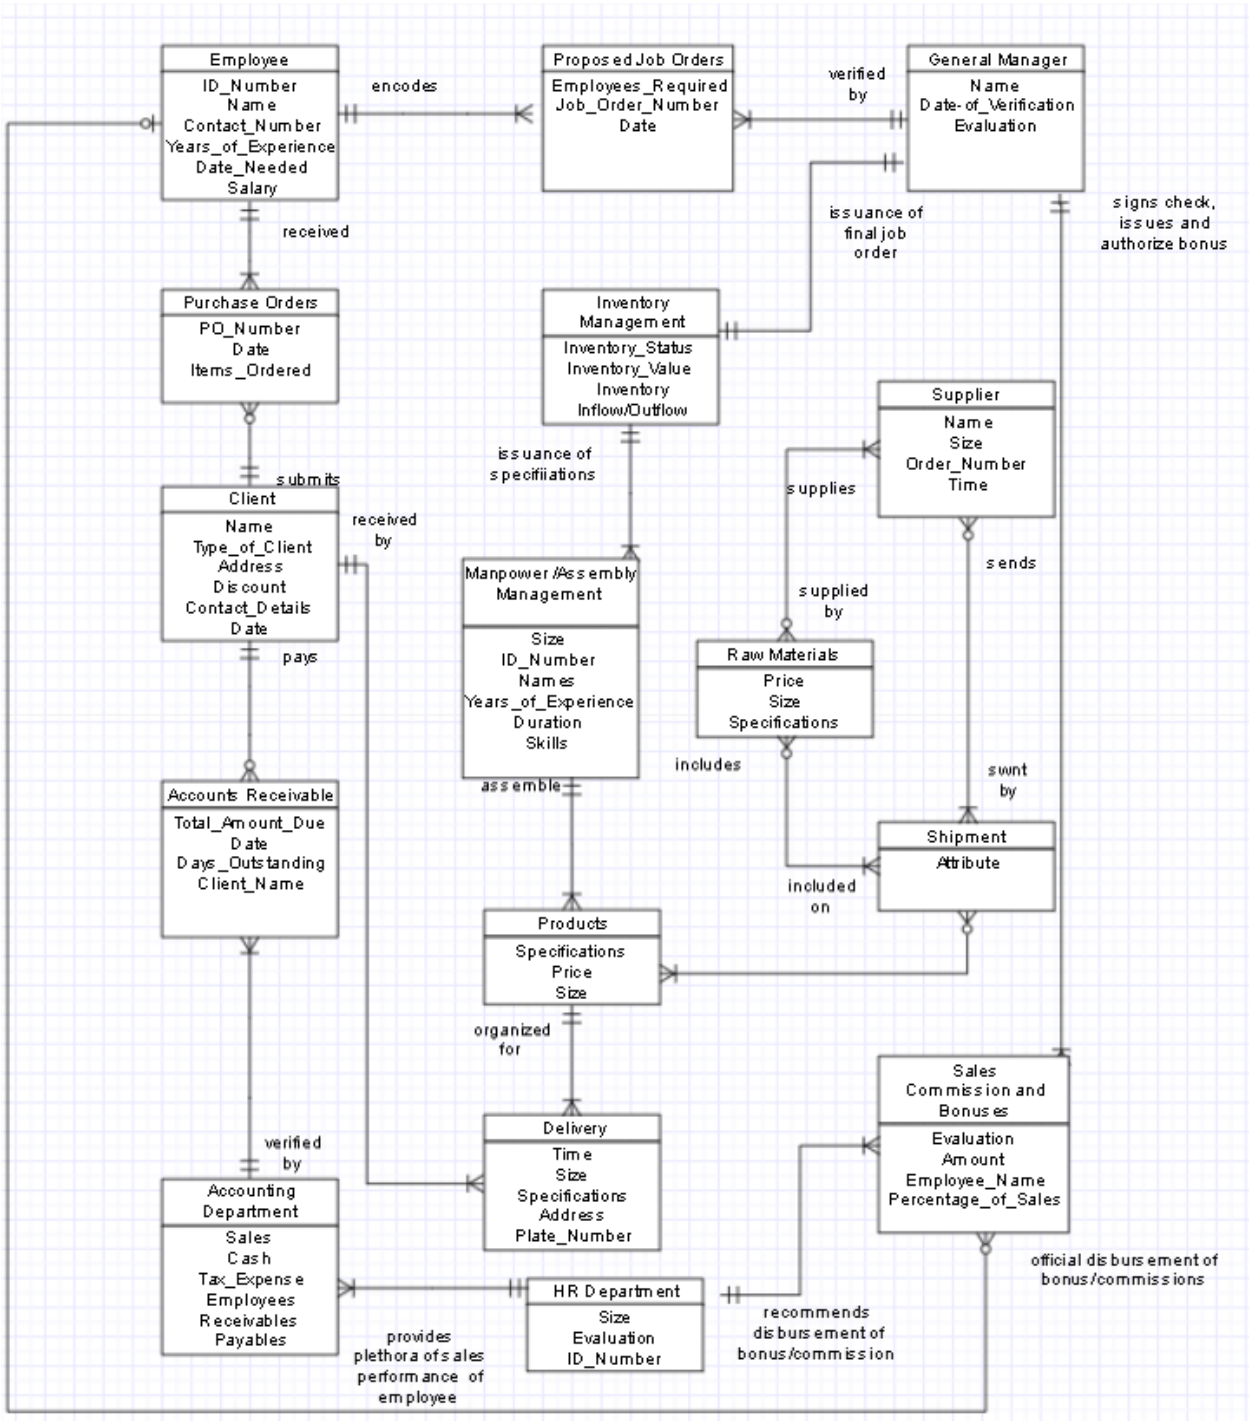 Employee
ID_Number
Name
Contact_Number
Years_of_Experience
Date_Needed
Salary
encodes
Proposed Job Orders
Employees_Required
Job_Order_Number
Date
verified
by
General Manager
Name
Date-of_Verification
Evaluation
received
issuance of
final job
order
signs check,
issues and
authorize bonus
Purchase Orders
PO_Number
Date
Items_Ordered
Inventory
Management
Inventory_Status
Inventory_Value
Inventory
Inflow/Outflow
Supplier
Name
Size
Order_Number
Time
submits
issuance of
specifiiations
supplies
Client
Name
Type_of_Client
Address
Discount
Contact_Details
Date
received
by
sends
supplied
by
Manpower/Assembly
Management
Size
ID_Number
Names
Years_of_Experience
Duration
Skills
Raw Materials
Price
Size
Specifications
pays
includes
swnt
by
assemble
Accounts Receivable
Total_Amount_Due
Date
Days_Outstanding
Client_Name
Shipment
Attribute
included
on
Products
Specifications
Price
Size
organized
for
Sales
Commission and
Bonuses
Evaluation
Amount
Employee_Name
Percentage_of_Sales
Delivery
Time
Size
Specifications
Address
Plate_Number
verified
by
Accounting
Department
Sales
Cash
Tax_Expense
Employees
Receivables
Payables
HR Department
Size
Evaluation
ID_Number
provides
plethora of sales
performance of
employee
recommends
disbursement of
bonus/commission
official disbursement of
bonus/commissions